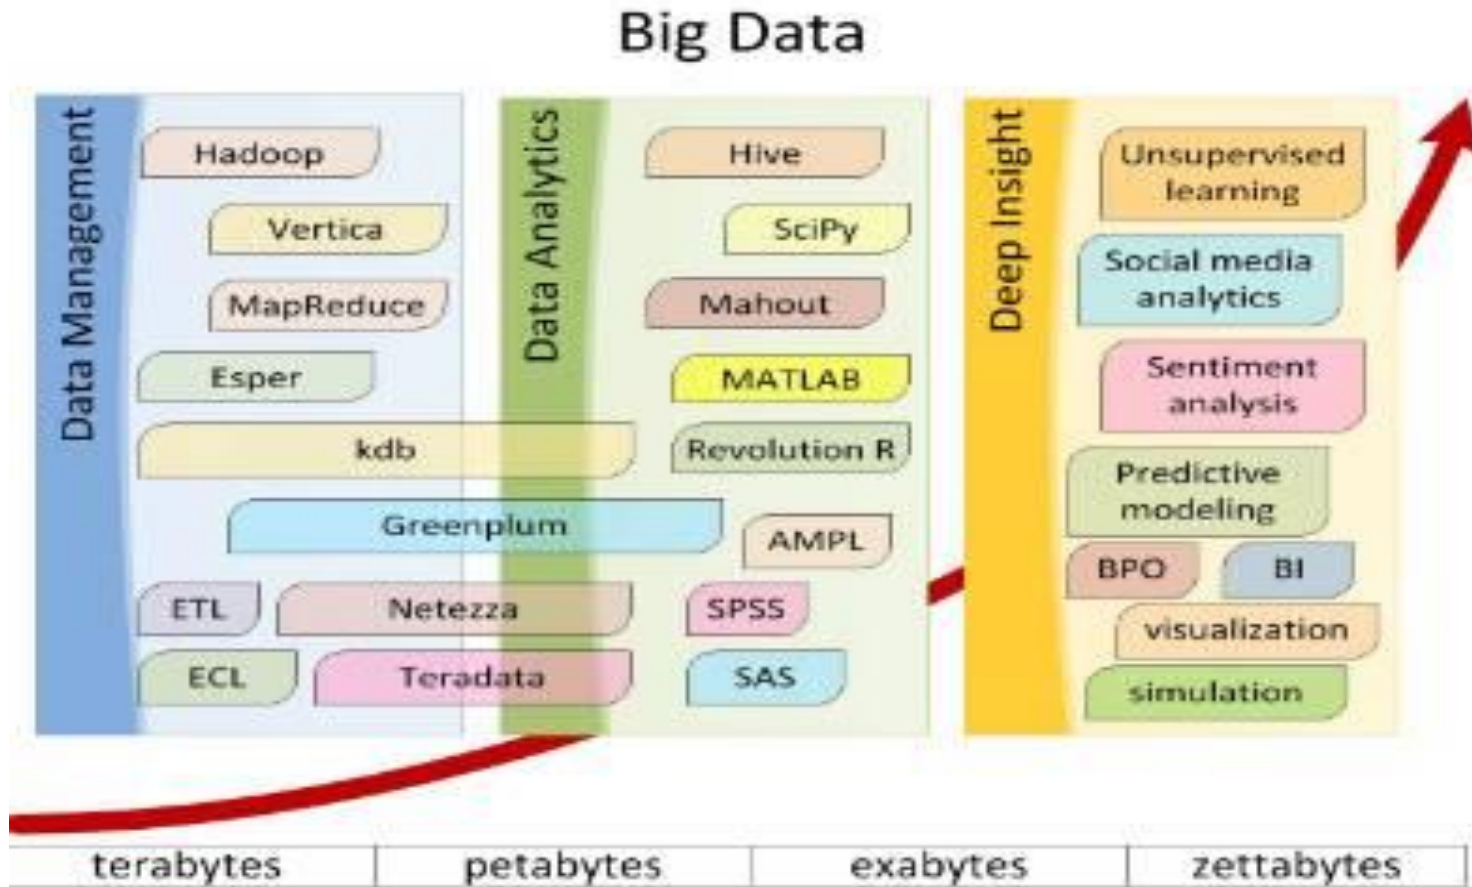 Big Data
Data Management
Hadoop
Vertica
MapReduce
Esper
kdb
Greenplum
ETL
Netezza
ECL
Teradata
Data Analytics
Hive
SciPy
Mahout
MATLAB
Revolution R
AMPL
SPSS
SAS
Deep Insight
Unsupervised
learning
Social media
analytics
Sentiment
analysis
Predictive
modeling
BPO
BI
visualization
simulation
terabytes
petabytes
exabytes
zettabytes